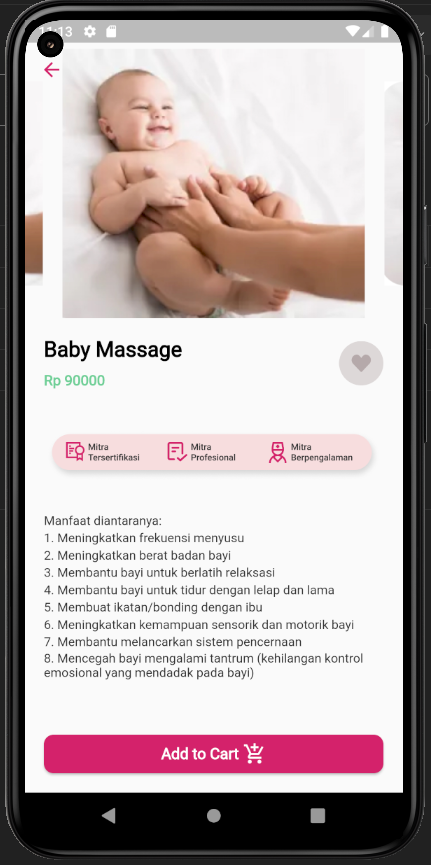 11:13
Baby Massage
Rp 90000
Mitra
Tersertifikasi
Mitra
Profesional
Mitra
Berpengalaman
Manfaat diantaranya:
1. Meningkatkan frekuensi menyusu
2. Meningkatkan berat badan bayi
3. Membantu bayi untuk berlatih relaksasi
4. Membantu bayi untuk tidur dengan lelap dan lama
5. Membuat ikatan/bonding dengan ibu
6. Meningkatkan kemampuan sensorik dan motorik bayi
7. Membantu melancarkan sistem pencernaan
8. Mencegah bayi mengalami tantrum (kehilangan kontrol
emosional yang mendadak pada bayi)
Add to Cart